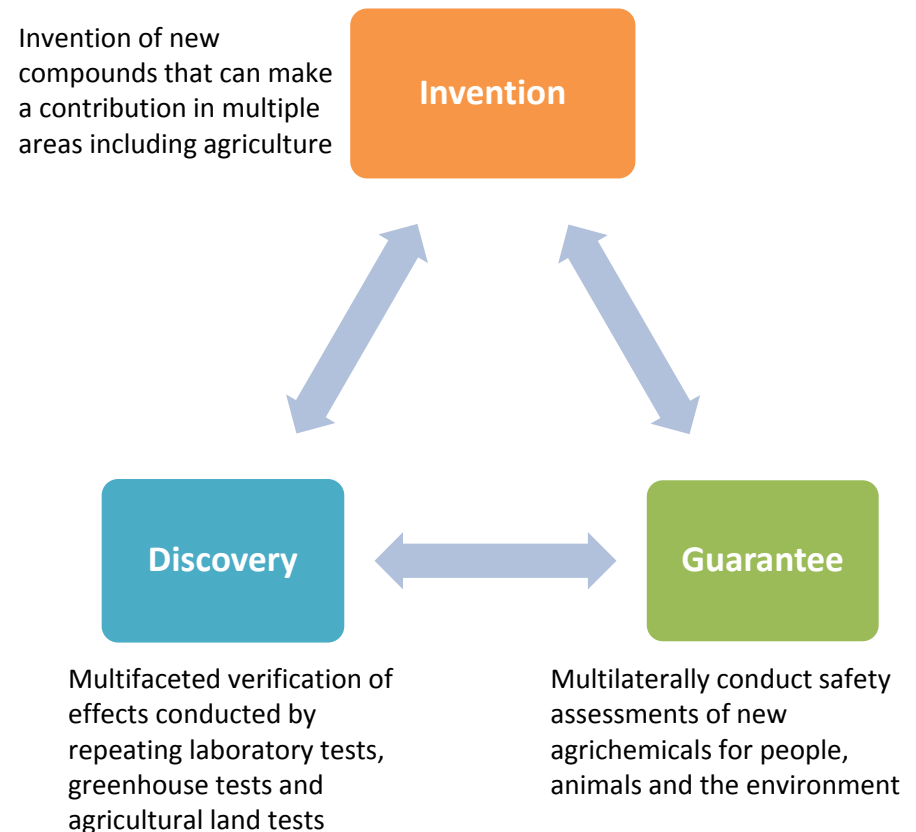 Invention of new
compounds that can make
a contribution in multiple
areas including agriculture
Invention
Discovery
Guarantee
Multifaceted verification of
effects conducted by
repeating laboratory tests,
greenhouse tests and
agricultural land tests
Multilaterally conduct safety
assessments of new
agrichemicals for people,
animals and the environment